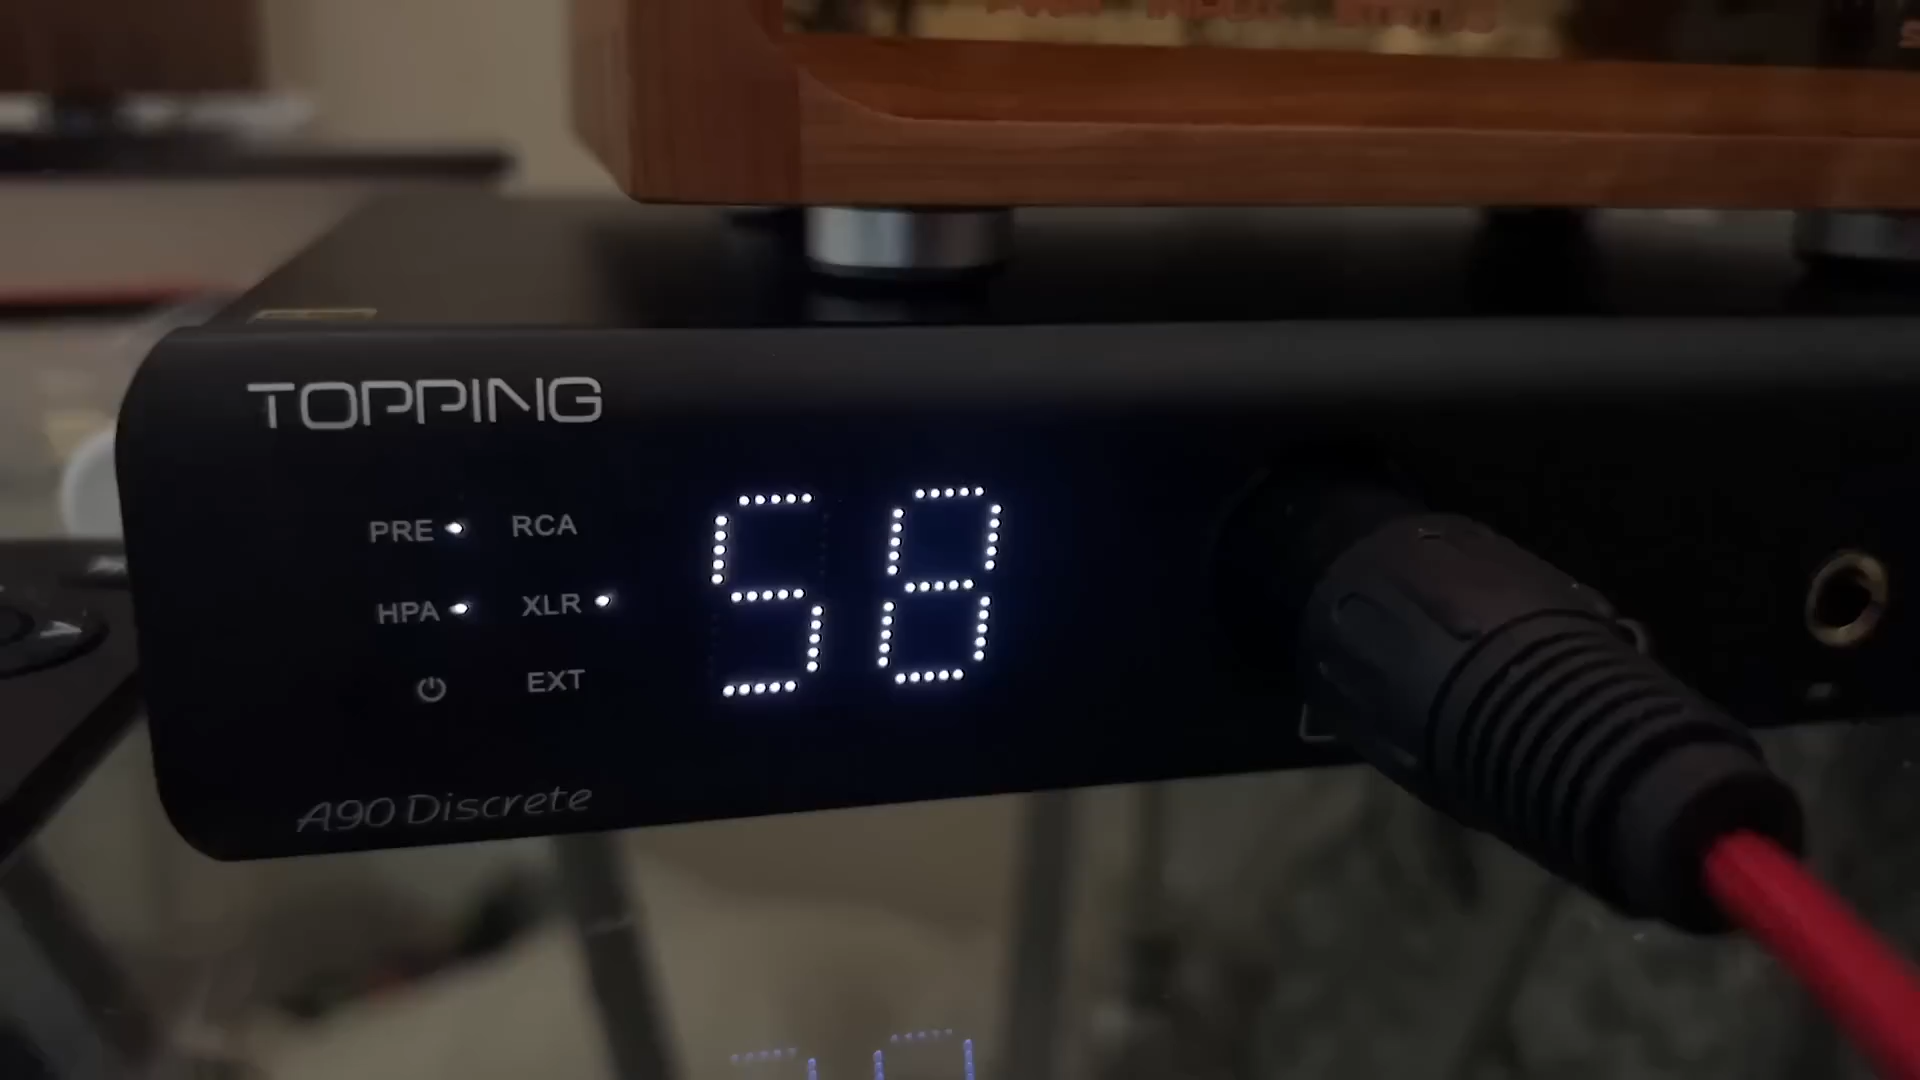 TOPPING
PRE RCA
HPA XLR
EXT
58
A90 Discrete